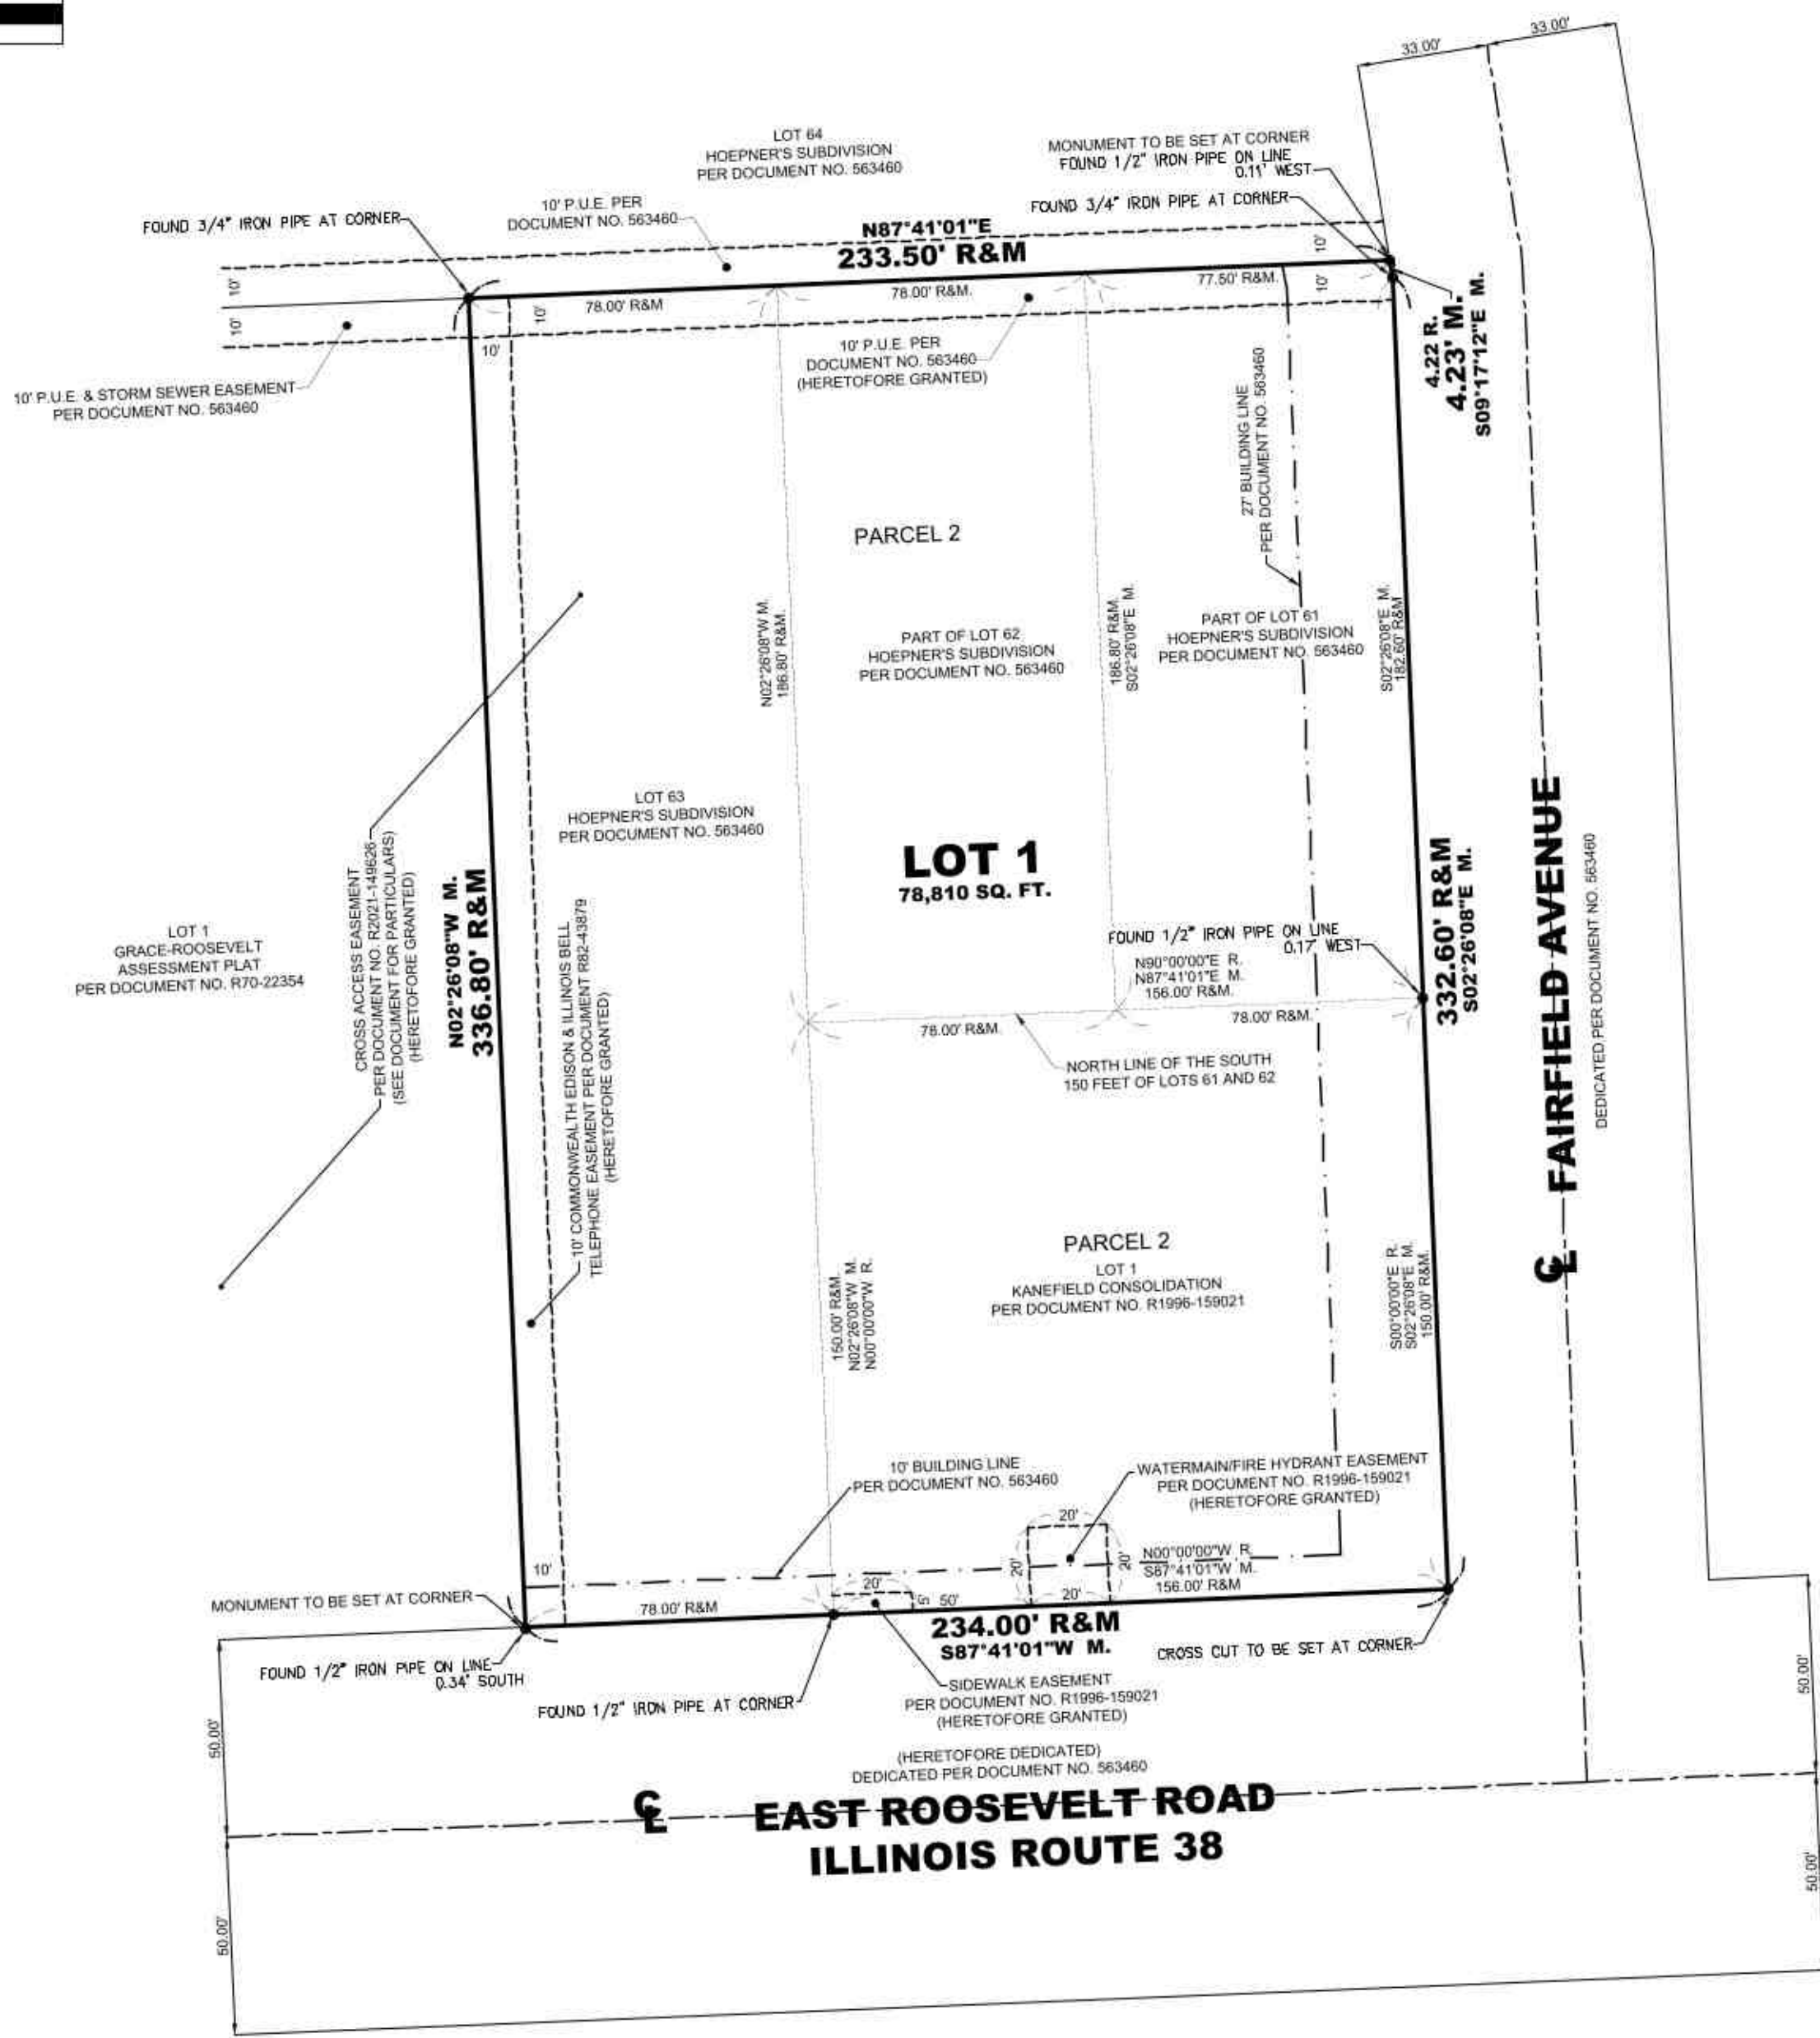 33.00'
33.00'
LOT 64
HOEPNER'S SUBDIVISION
PER DOCUMENT NO. 563460
MONUMENT TO BE SET AT CORNER
FOUND 1/2" IRON PIPE ON LINE
0.11' WEST
10' P.U.E. PER
DOCUMENT NO. 563460
FOUND 3/4" IRON PIPE AT CORNER
FOUND 3/4" IRON PIPE AT CORNER
N87°41'01"E
233.50' R&M
10'
10'
10'
10'
10'
10'
78.00' R&M
78.00' R&M.
77.50' R&M.
10' P.U.E. PER
DOCUMENT NO. 563460
(HERETOFORE GRANTED)
10' P.U.E. & STORM SEWER EASEMENT
PER DOCUMENT NO. 563460
4.22 R.
4.23' M.
S09°17'12"E M.
27' BUILDING LINE
PER DOCUMENT NO. 563460
PARCEL 2
N02°26'08"W M.
186.80' R&M.
PART OF LOT 62
HOEPNER'S SUBDIVISION
PER DOCUMENT NO. 563460
186.80' R&M.
S02°26'08"E M.
PART OF LOT 61
HOEPNER'S SUBDIVISION
PER DOCUMENT NO. 563460
S02°26'08"E M.
182.60' R&M
LOT 63
HOEPNER'S SUBDIVISION
PER DOCUMENT NO. 563460
LOT 1
78,810 SQ. FT.
LOT 1
GRACE-ROOSEVELT
ASSESSMENT PLAT
PER DOCUMENT NO. R70-22354
CROSS ACCESS EASEMENT
PER DOCUMENT NO. R2021-149626
(SEE DOCUMENT FOR PARTICULARS)
(HERETOFORE GRANTED)
N02°26'08"W M.
336.80' R&M
10' COMMONWEALTH EDISON & ILLINOIS BELL
TELEPHONE EASEMENT PER DOCUMENT R82-43879
(HERETOFORE GRANTED)
FOUND 1/2" IRON PIPE ON LINE
0.17' WEST
N90°00'00"E R.
N87°41'01"E M.
156.00' R&M.
78.00' R&M.
78.00' R&M.
NORTH LINE OF THE SOUTH
150 FEET OF LOTS 61 AND 62
332.60' R&M
S02°26'08"E M.
FAIRFIELD AVENUE
CL
DEDICATED PER DOCUMENT NO. 563460
PARCEL 2
LOT 1
KANEFIELD CONSOLIDATION
PER DOCUMENT NO. R1996-159021
150.00' R&M.
N02°26'08"W M.
N00°00'00"W R.
S00°00'00"E R.
S02°26'08"E M.
150.00' R&M.
10' BUILDING LINE
PER DOCUMENT NO. 563460
WATERMAIN/FIRE HYDRANT EASEMENT
PER DOCUMENT NO. R1996-159021
(HERETOFORE GRANTED)
20'
20'
20'
20'
N00°00'00"W R.
S87°41'01"W M.
156.00' R&M
10'
20'
5'
50'
MONUMENT TO BE SET AT CORNER
78.00' R&M
234.00' R&M
S87°41'01"W M.
CROSS CUT TO BE SET AT CORNER
FOUND 1/2" IRON PIPE ON LINE
0.34' SOUTH
FOUND 1/2" IRON PIPE AT CORNER
SIDEWALK EASEMENT
PER DOCUMENT NO. R1996-159021
(HERETOFORE GRANTED)
50.00'
50.00'
(HERETOFORE DEDICATED)
DEDICATED PER DOCUMENT NO. 563460
CL
EAST ROOSEVELT ROAD
ILLINOIS ROUTE 38
50.00'
50.00'